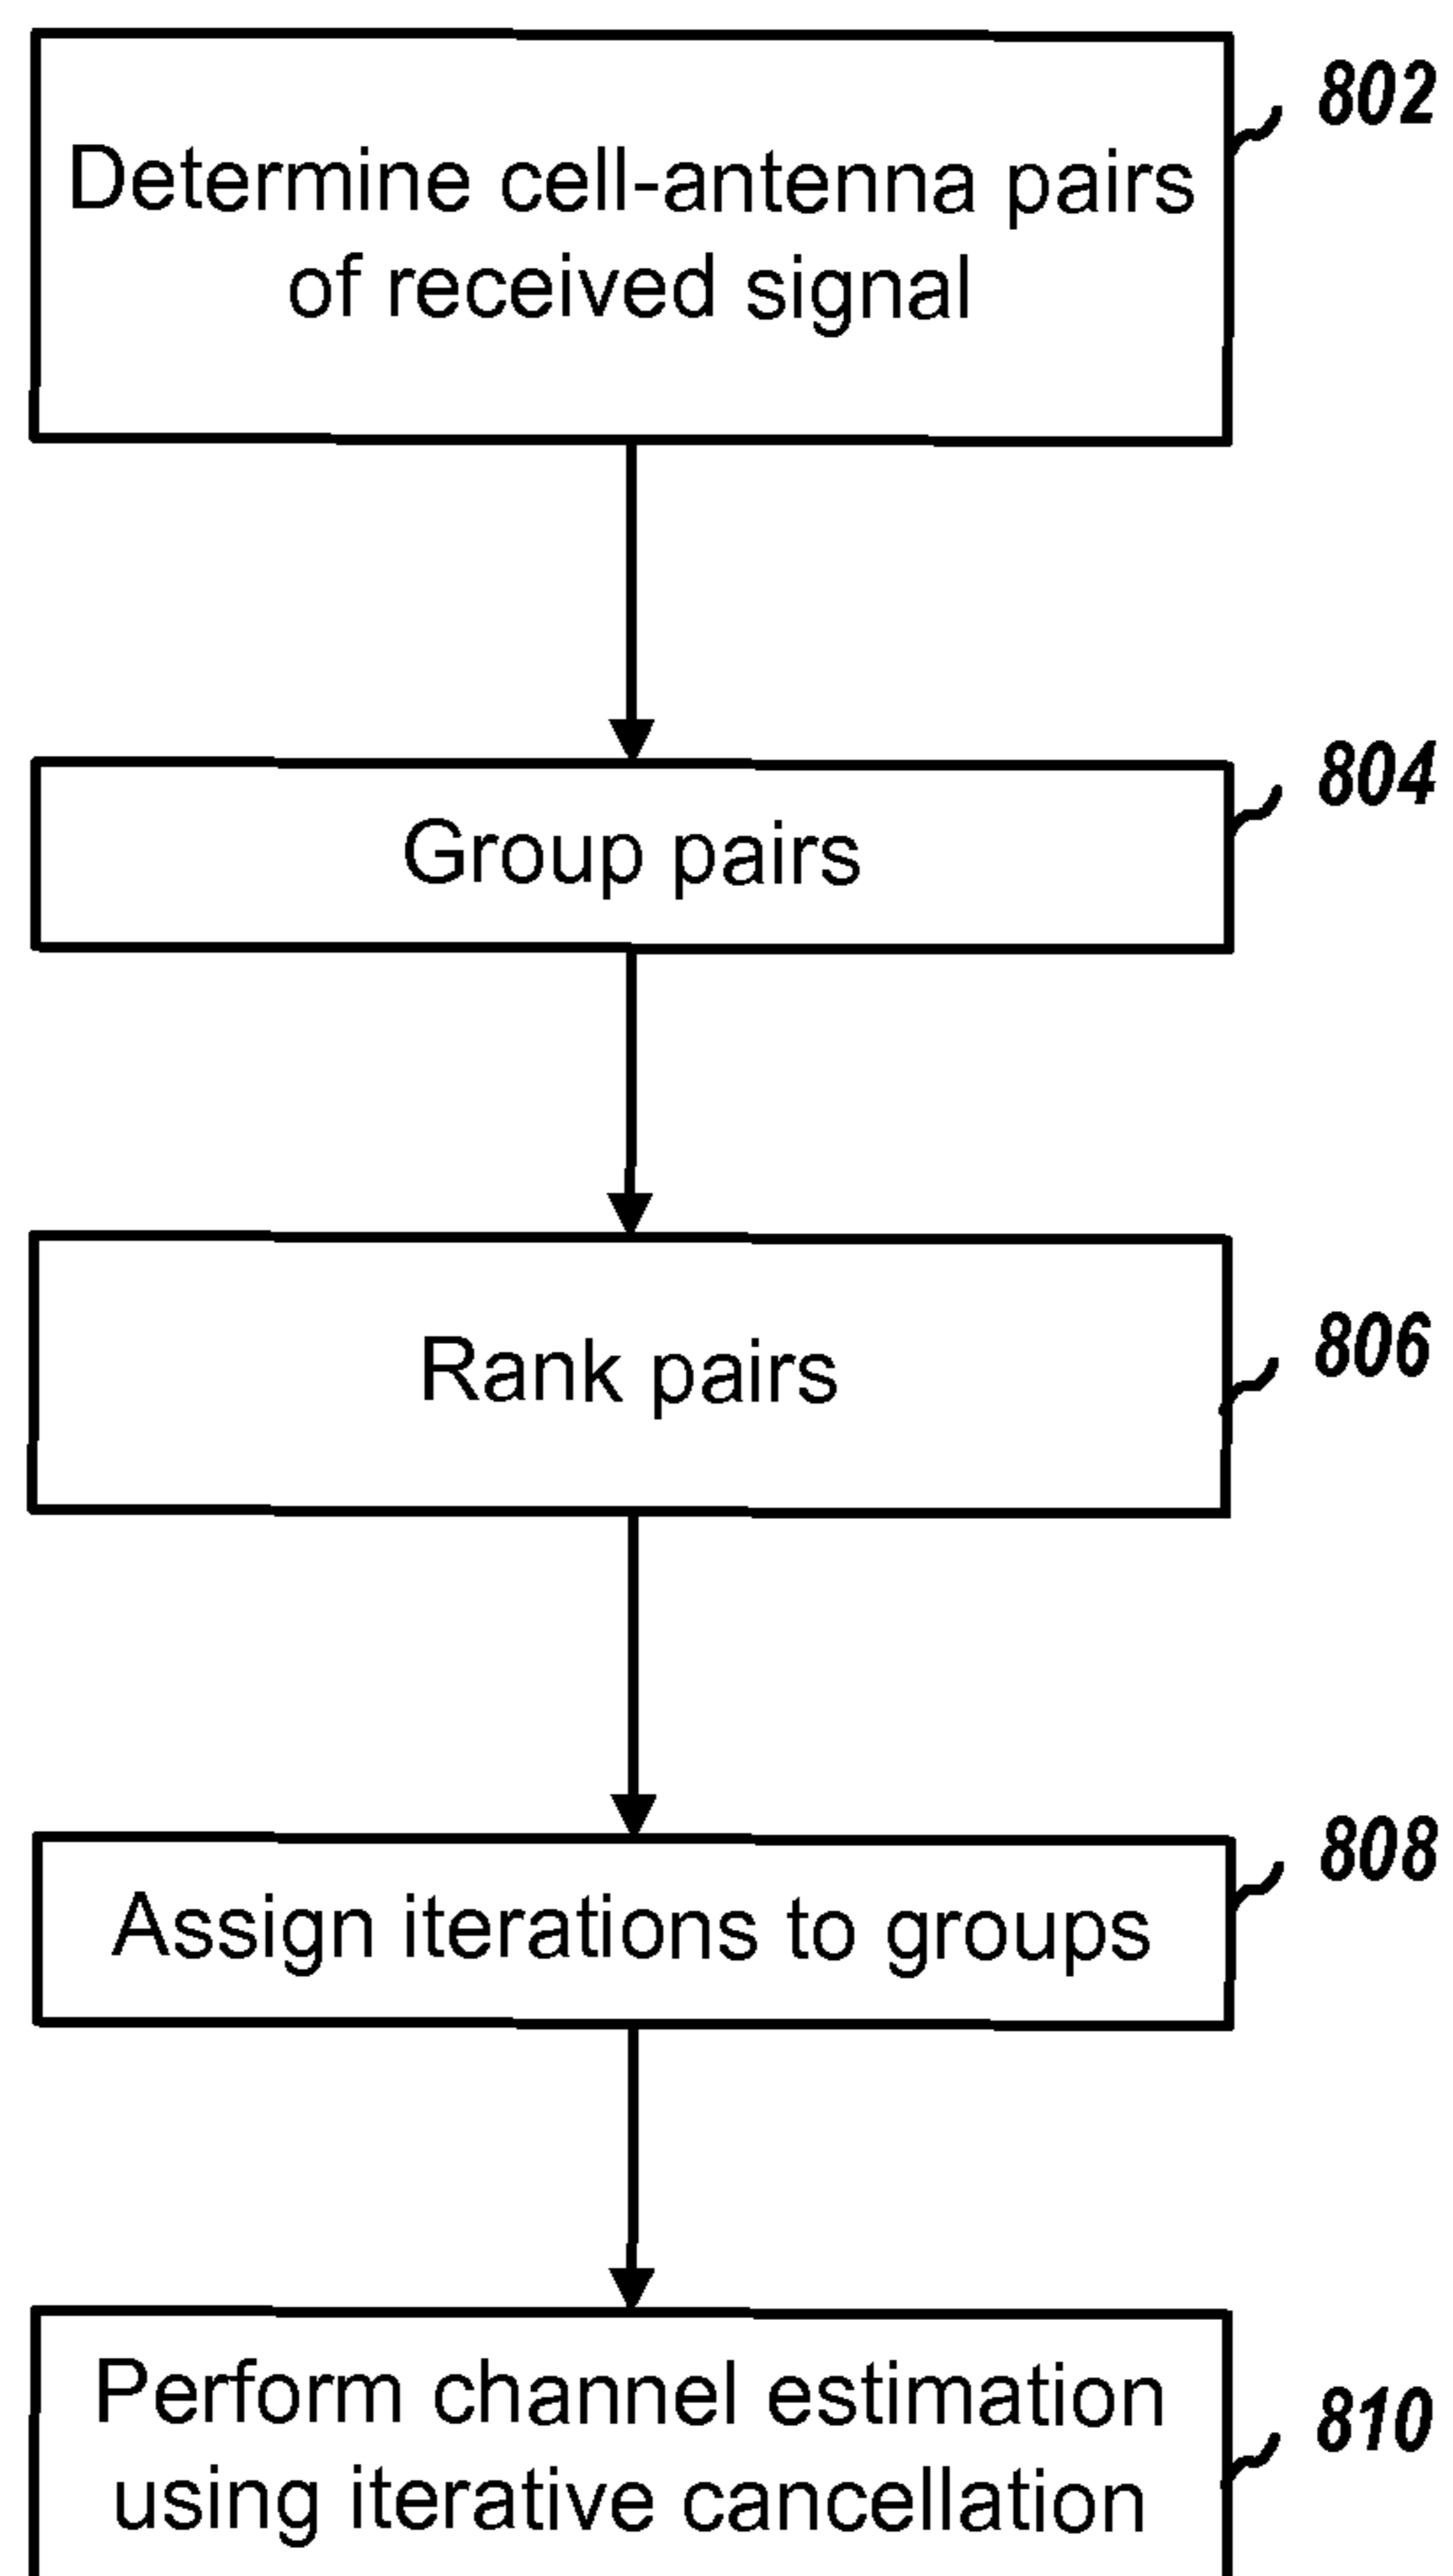 802
Determine cell-antenna pairs
of received signal
804
Group pairs
806
Rank pairs
808
Assign iterations to groups
810
Perform channel estimation
using iterative cancellation